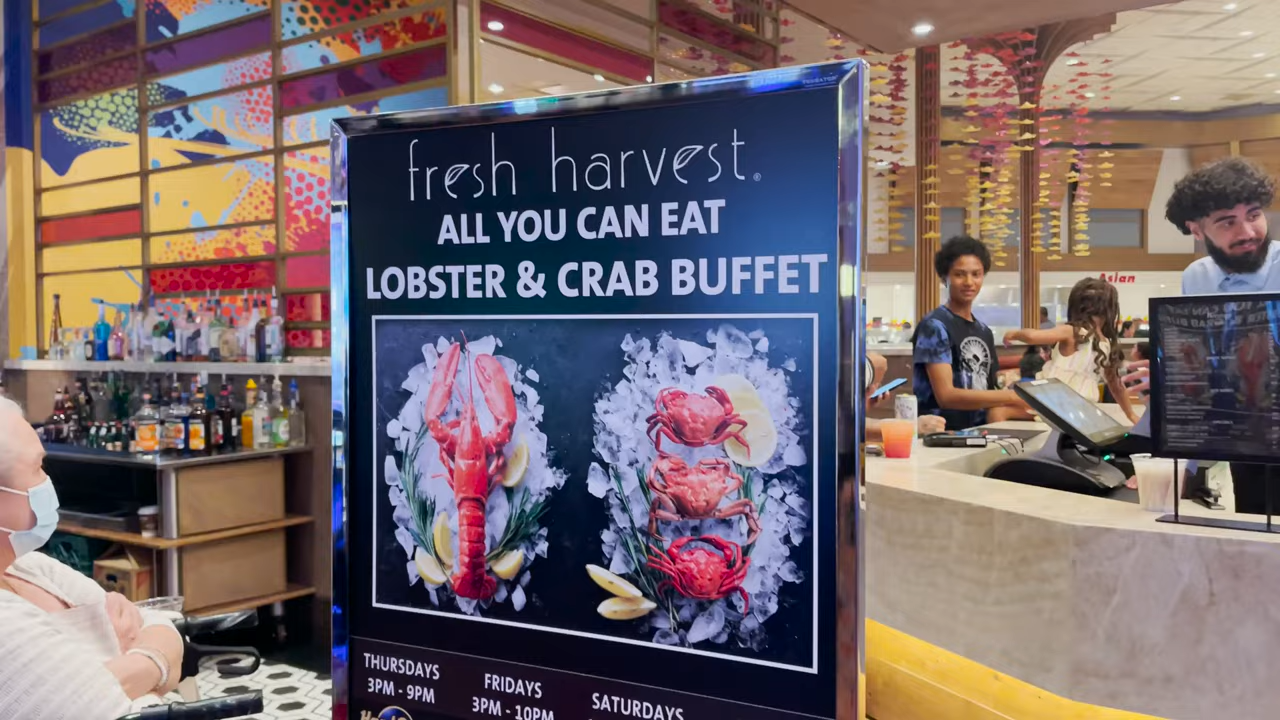 fresh harvest®
ALL YOU CAN EAT
LOBSTER & CRAB BUFFET
THURSDAYS
3PM - 9PM
FRIDAYS
3PM - 10PM
SATURDAYS
Asian